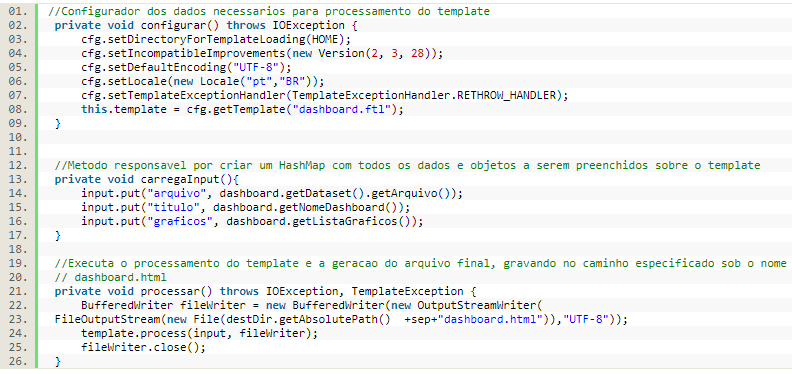 01. //Configurador dos dados necessarios para processamento do template
02. private void configurar() throws IOException {
03. cfg.setDirectoryForTemplateLoading(HOME);
04. cfg.setIncompatibleImprovements(new Version(2, 3, 28));
05. cfg.setDefaultEncoding("UTF-8");
06. cfg.setLocale(new Locale("pt","BR"));
07. cfg.setTemplateExceptionHandler(TemplateExceptionHandler.RETHROW_HANDLER);
08. this.template = cfg.getTemplate("dashboard.ftl");
09. }
10.
11.
12. //Metodo responsavel por criar um HashMap com todos os dados e objetos a serem preenchidos sobre o template
13. private void carregaInput(){
14. input.put("arquivo", dashboard.getDataset().getArquivo());
15. input.put("titulo", dashboard.getNomeDashboard());
16. input.put("graficos", dashboard.getListaGraficos());
17. }
18.
19. //Executa o processamento do template e a geracao do arquivo final, gravando no caminho especificado sob o nome
20. // dashboard.html
21. private void processar() throws IOException, TemplateException {
22. BufferedWriter fileWriter = new BufferedWriter(new OutputStreamWriter(
23. FileOutputStream(new File(destDir.getAbsolutePath() +sep+"dashboard.html")),"UTF-8"));
24. template.process(input, fileWriter);
25. fileWriter.close();
26. }